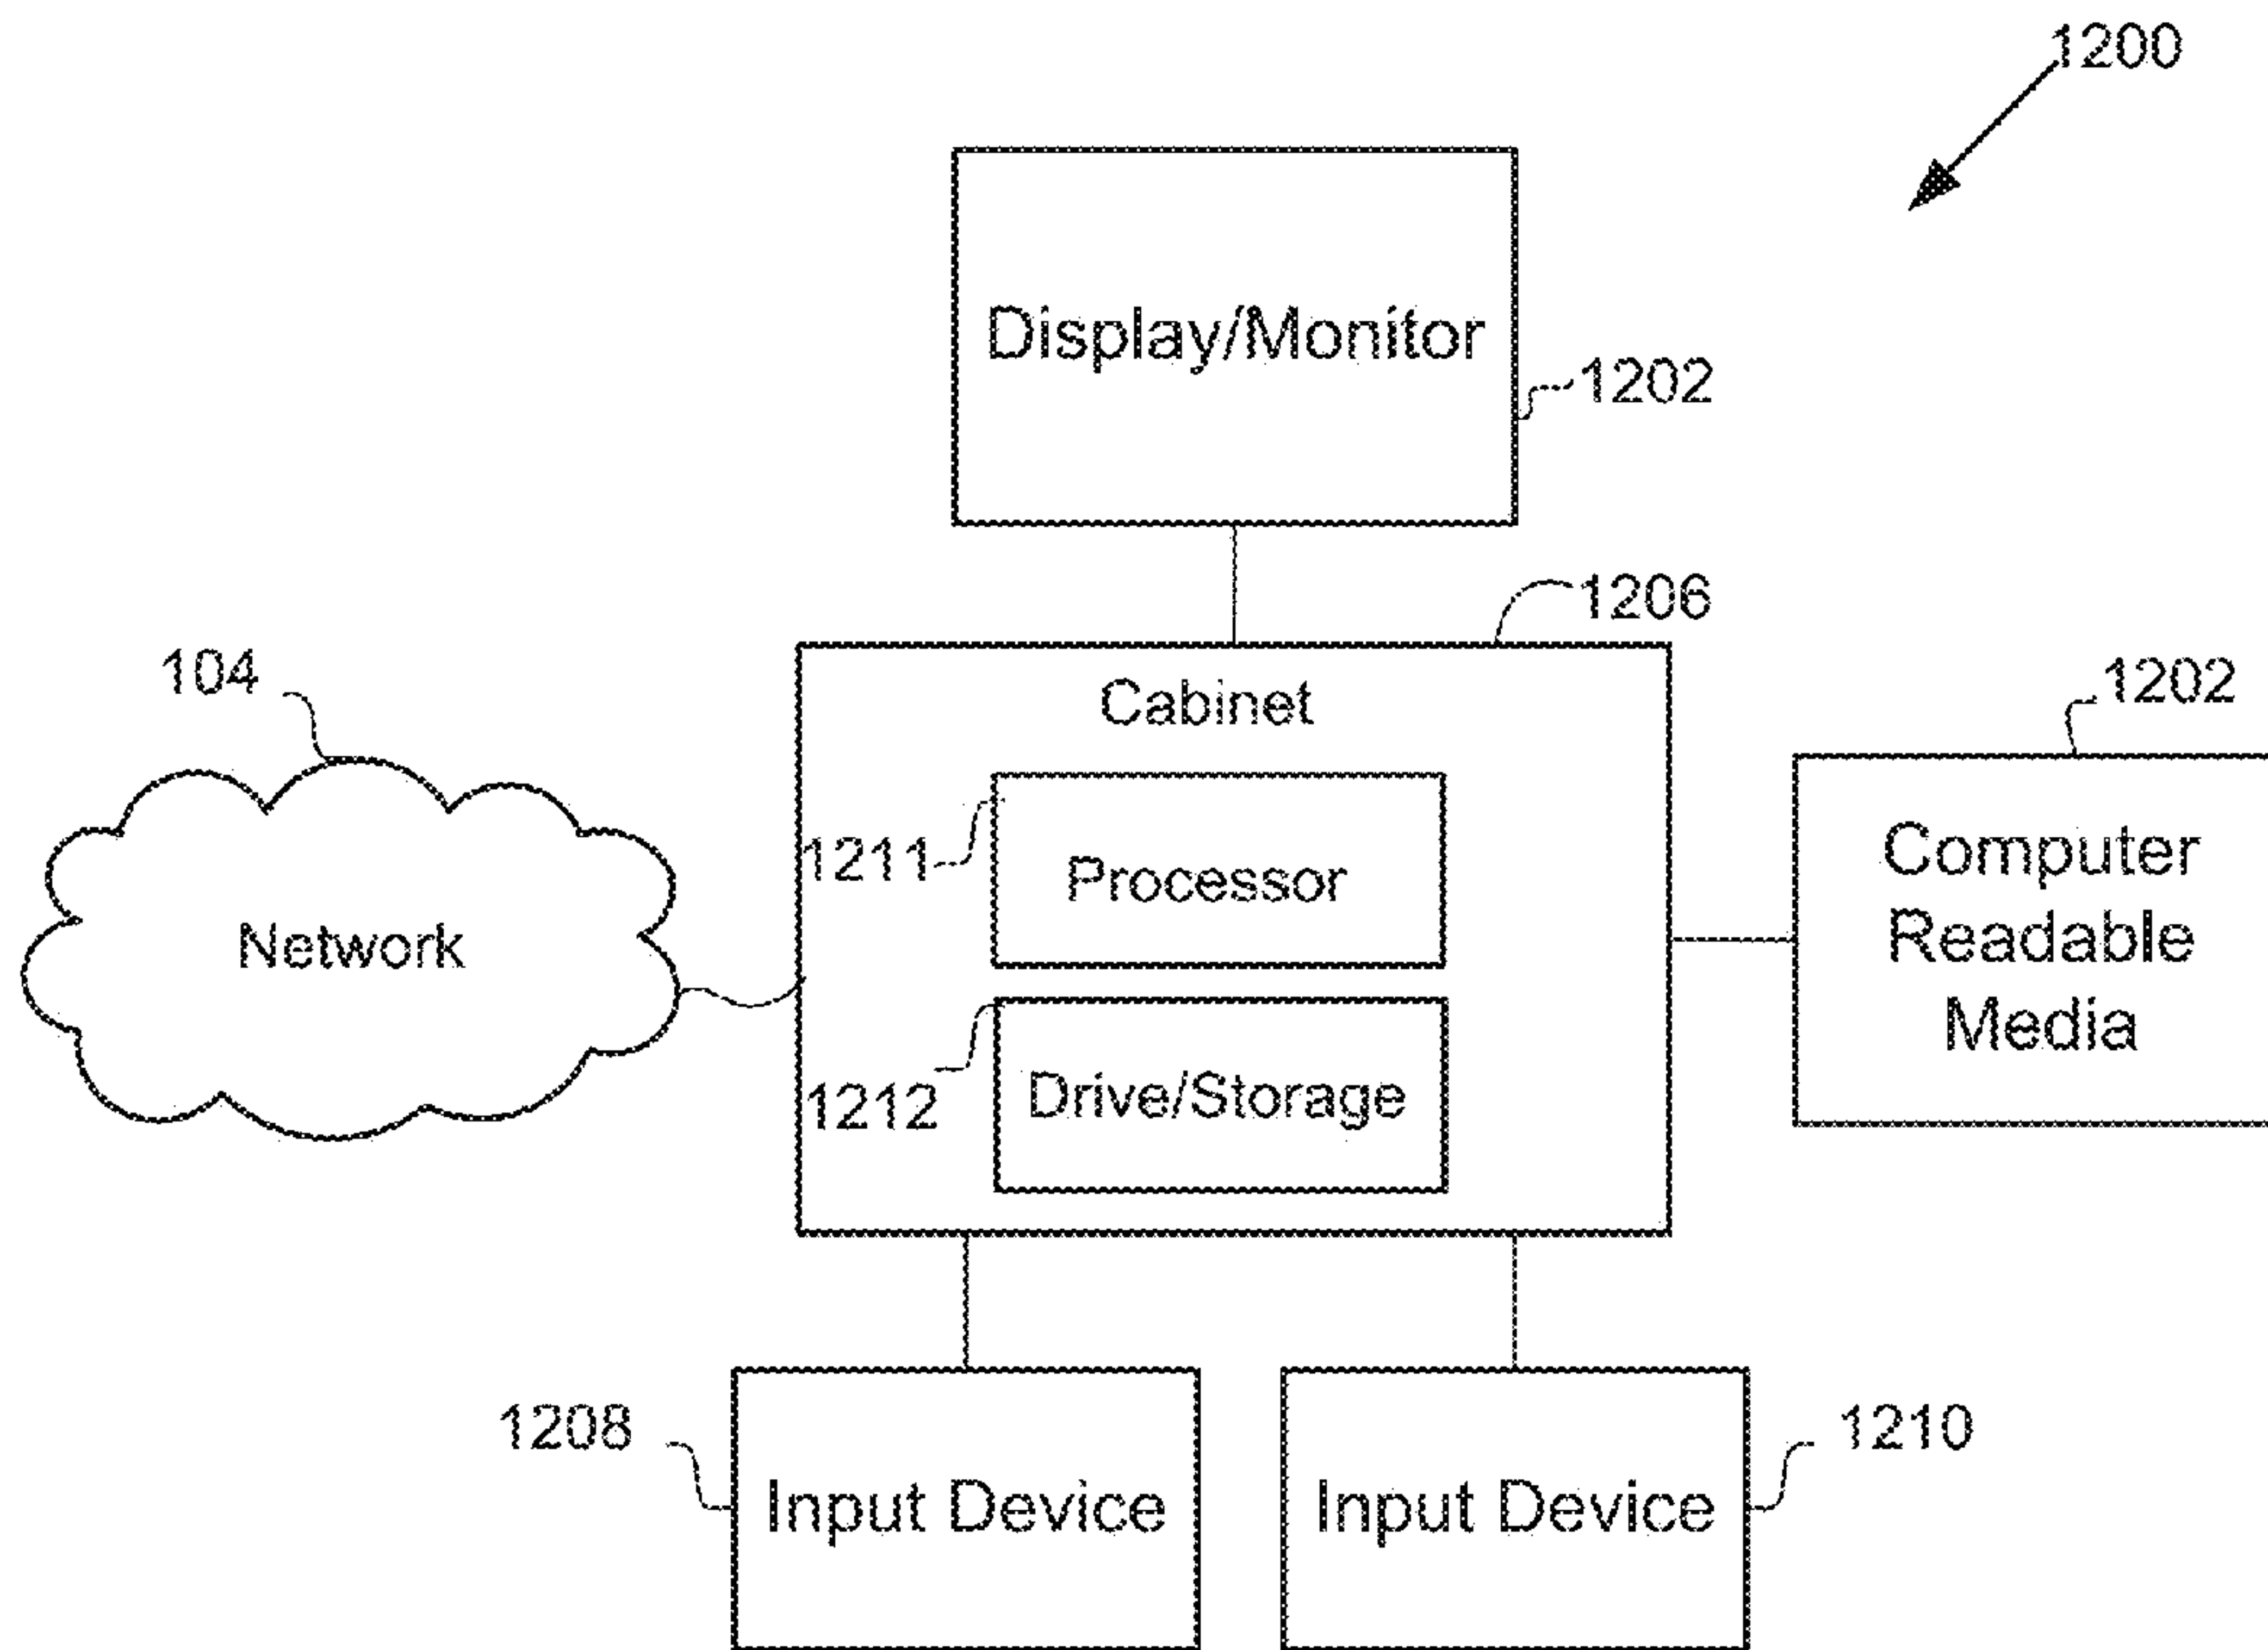 1200
Display/Monitor
1202
1206
104
Cabinet
1202
1211
Processor
Computer
Readable
Media
Network
1212
Drive/Storage
1208
Input Device
Input Device
1210